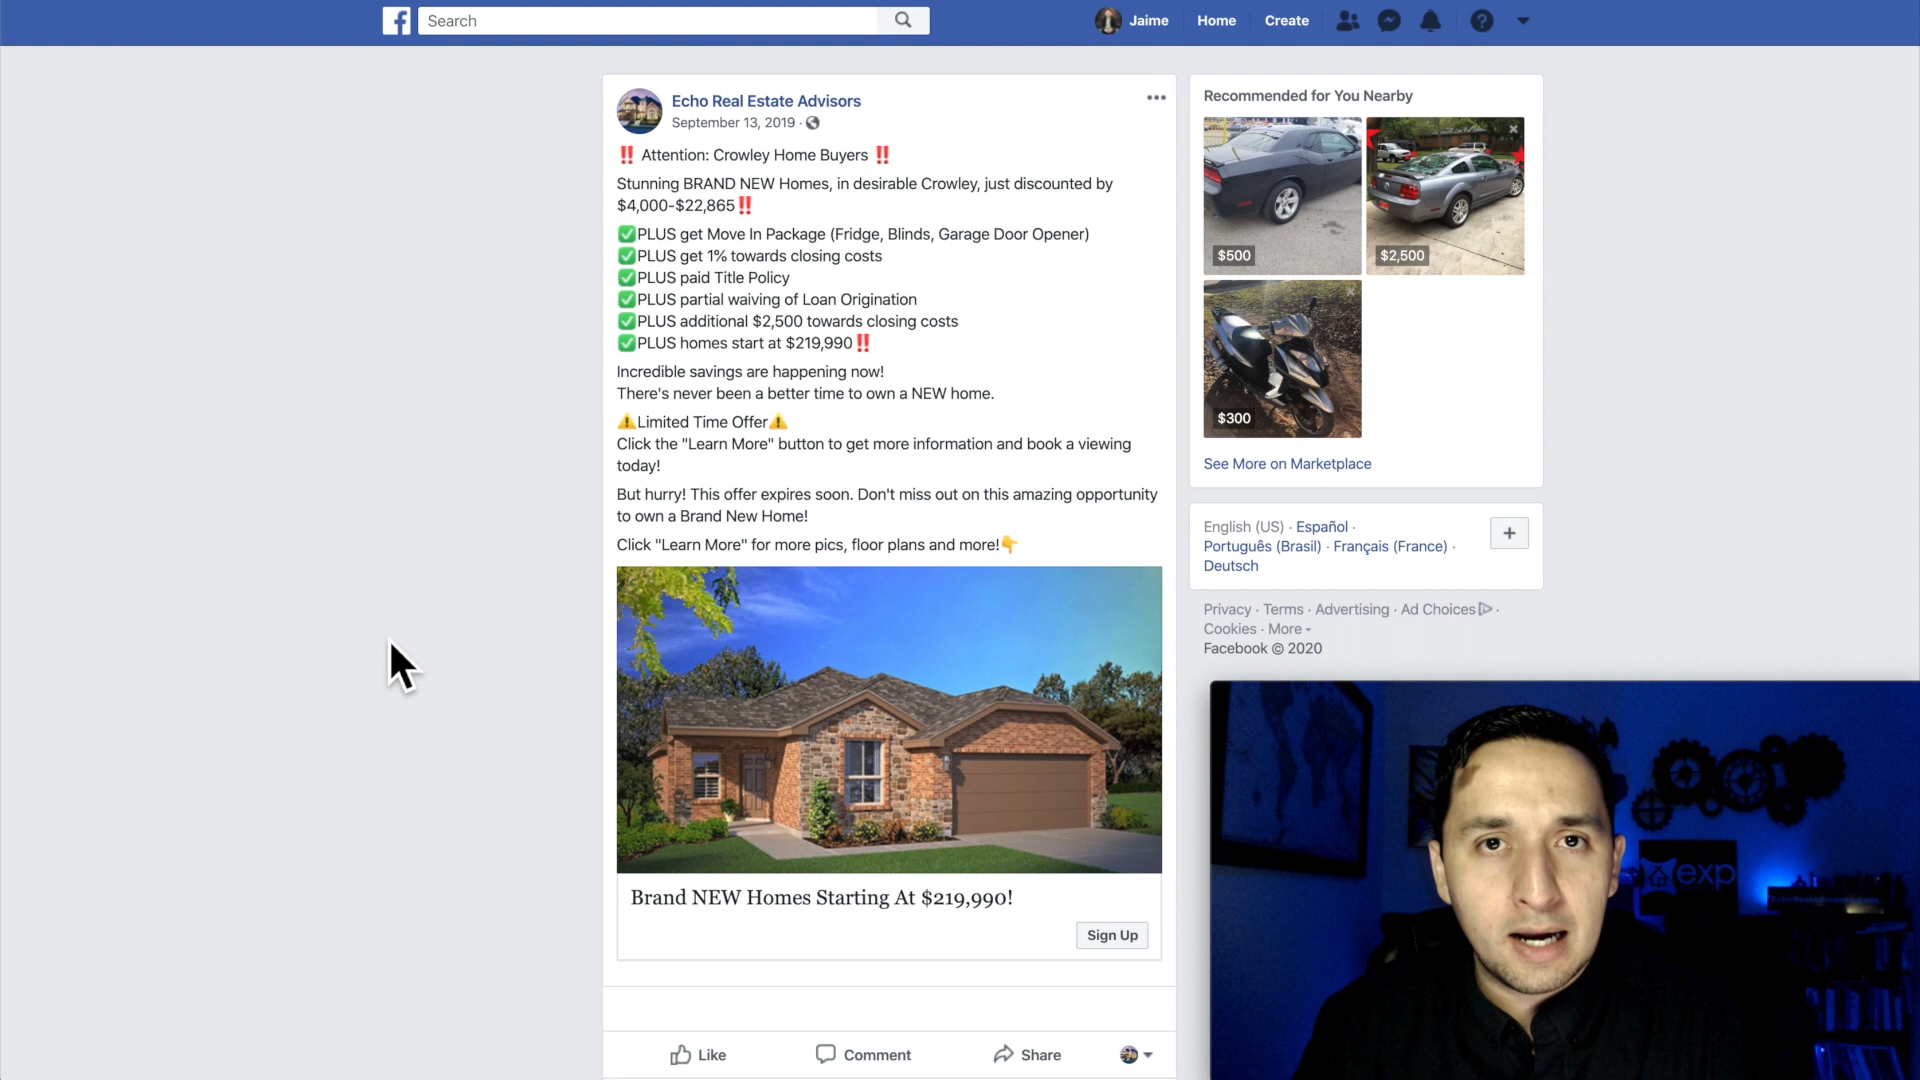 Search
Jaime
Home
Create
Echo Real Estate Advisors
September 13, 2019 ·
‼️ Attention: Crowley Home Buyers ‼️
Stunning BRAND NEW Homes, in desirable Crowley, just discounted by
$4,000-$22,865‼️
✅PLUS get Move In Package (Fridge, Blinds, Garage Door Opener)
✅PLUS get 1% towards closing costs
✅PLUS paid Title Policy
✅PLUS partial waiving of Loan Origination
✅PLUS additional $2,500 towards closing costs
✅PLUS homes start at $219,990‼️
Incredible savings are happening now!
There's never been a better time to own a NEW home.
⚠️Limited Time Offer⚠️
Click the "Learn More" button to get more information and book a viewing
today!
But hurry! This offer expires soon. Don't miss out on this amazing opportunity
to own a Brand New Home!
Click "Learn More" for more pics, floor plans and more!👇
Brand NEW Homes Starting At $219,990!
Sign Up
Like
Comment
Share
Recommended for You Nearby
$500
$2,500
$300
See More on Marketplace
English (US) · Español ·
Português (Brasil) · Français (France) ·
Deutsch
Privacy · Terms · Advertising · Ad Choices ·
Cookies · More
Facebook © 2020
exp